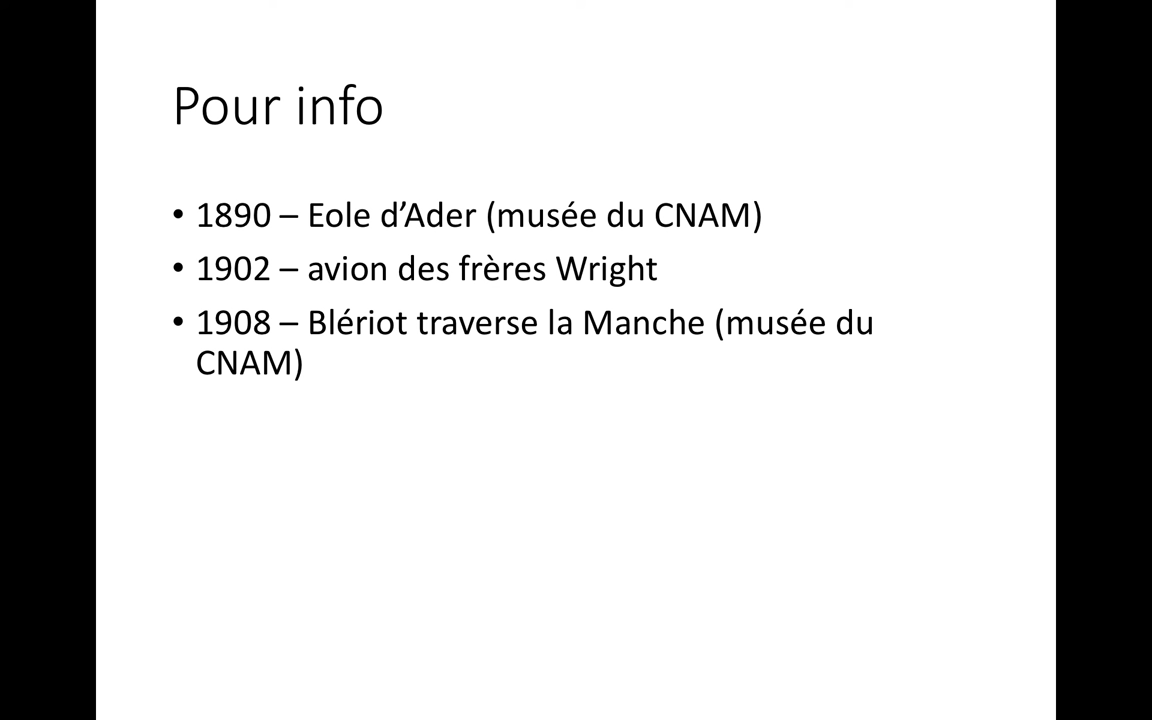 Pour info
• 1890 – Eole d’Ader (musée du CNAM)
• 1902 – avion des frères Wright
• 1908 – Blériot traverse la Manche (musée du
CNAM)